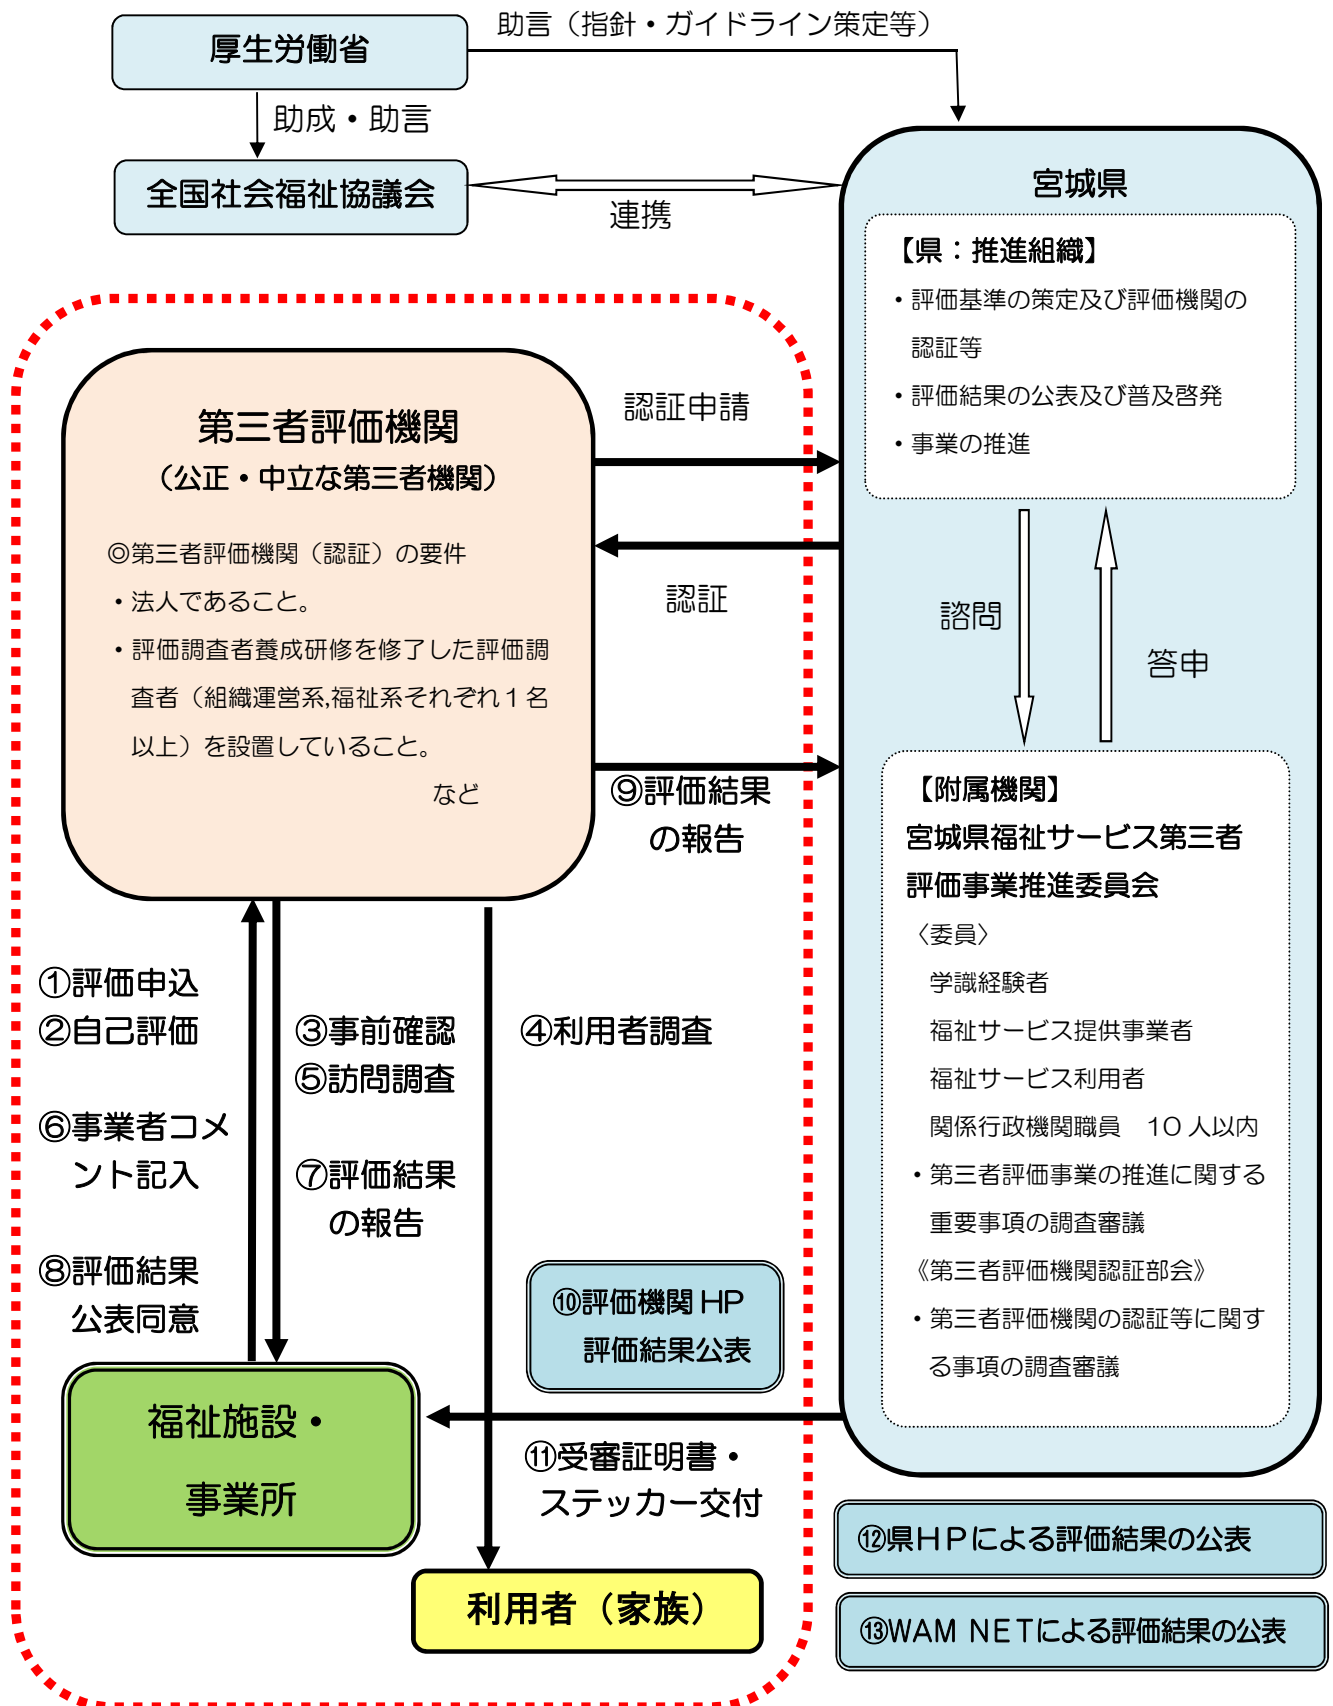 助言（指針・ガイドライン策定等）
厚生労働省
助成・助言
全国社会福祉協議会
連携
宮城県
【県：推進組織】
・評価基準の策定及び評価機関の
認証等
・評価結果の公表及び普及啓発
・事業の推進
諮問
答申
【附属機関】
宮城県福祉サービス第三者
評価事業推進委員会
〈委員〉
学識経験者
福祉サービス提供事業者
福祉サービス利用者
関係行政機関職員　10人以内
・第三者評価事業の推進に関する
重要事項の調査審議
《第三者評価機関認証部会》
・第三者評価機関の認証等に関す
る事項の調査審議
第三者評価機関
（公正・中立な第三者機関）
◎第三者評価機関（認証）の要件
・法人であること。
・評価調査者養成研修を修了した評価調
査者（組織運営系,福祉系それぞれ1名
以上）を設置していること。
など
認証申請
認証
⑨評価結果
の報告
①評価申込
②自己評価
⑥事業者コメ
ント記入
⑧評価結果
公表同意
③事前確認
⑤訪問調査
⑦評価結果
の報告
④利用者調査
⑩評価機関HP
評価結果公表
⑪受審証明書・
ステッカー交付
福祉施設・
事業所
利用者（家族）
⑫県ＨＰによる評価結果の公表
⑬WAM NETによる評価結果の公表